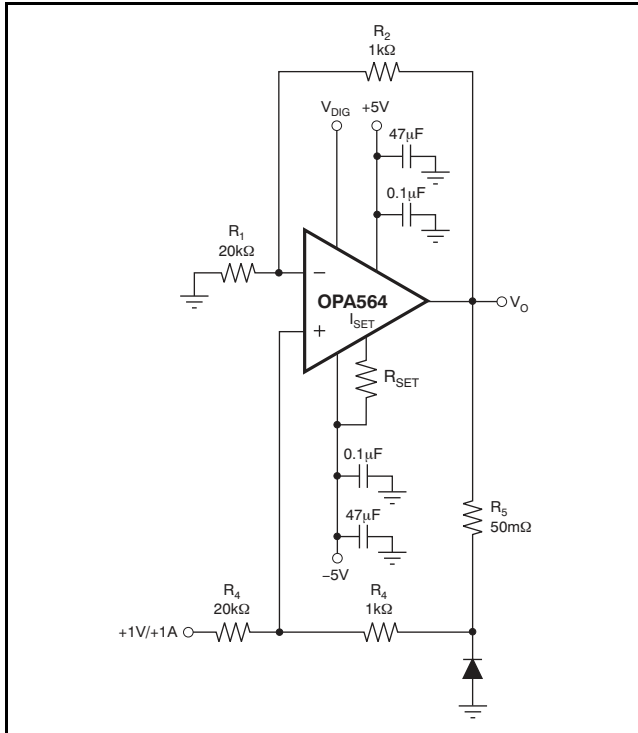 R2
1kΩ
VDIG
+5V
47μF
0.1μF
R1
20kΩ
−
OPA564
ISET
+
VO
RSET
0.1μF
47μF
−5V
R5
50mΩ
R4
20kΩ
R4
1kΩ
+1V/+1A